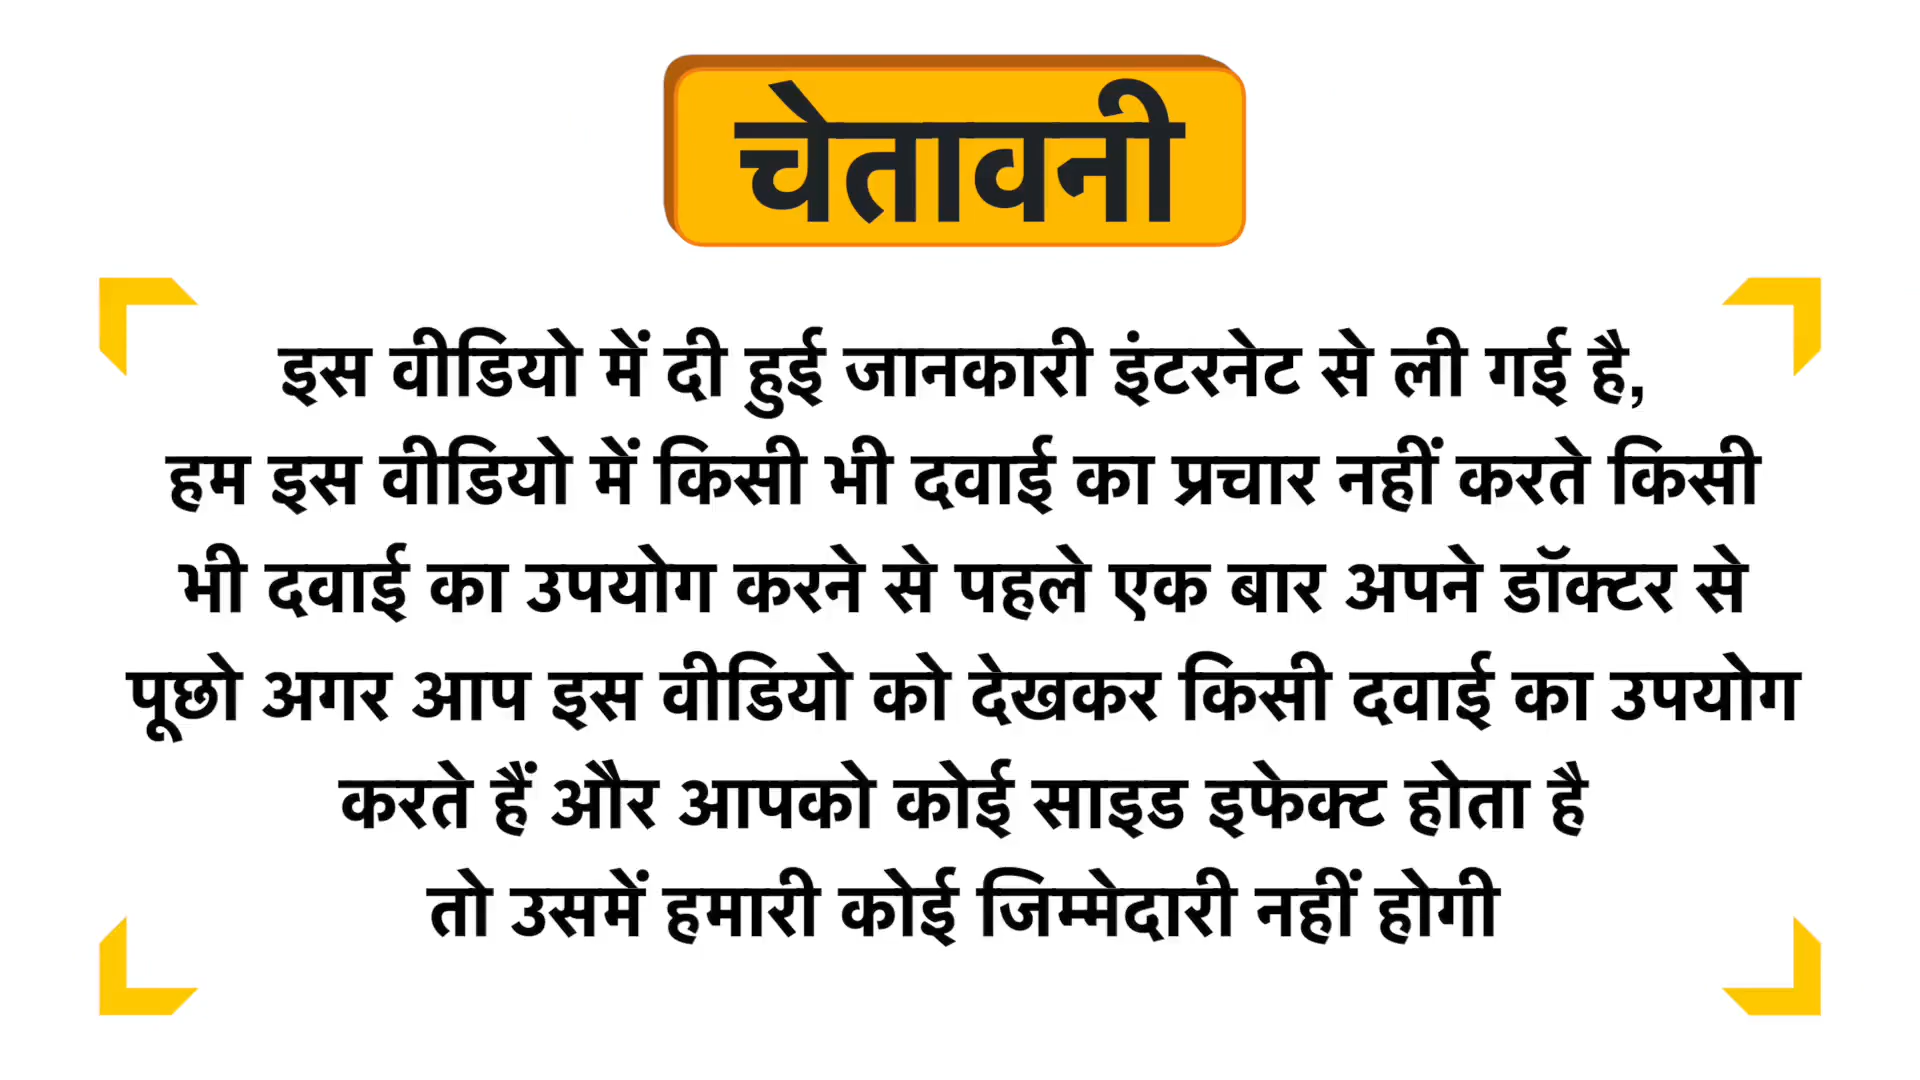 चेतावनी
इस वीडियो में दी हुई जानकारी इंटरनेट से ली गई है,
हम इस वीडियो में किसी भी दवाई का प्रचार नहीं करते किसी
भी दवाई का उपयोग करने से पहले एक बार अपने डॉक्टर से
पूछो अगर आप इस वीडियो को देखकर किसी दवाई का उपयोग
करते हैं और आपको कोई साइड इफेक्ट होता है
तो उसमें हमारी कोई जिम्मेदारी नहीं होगी